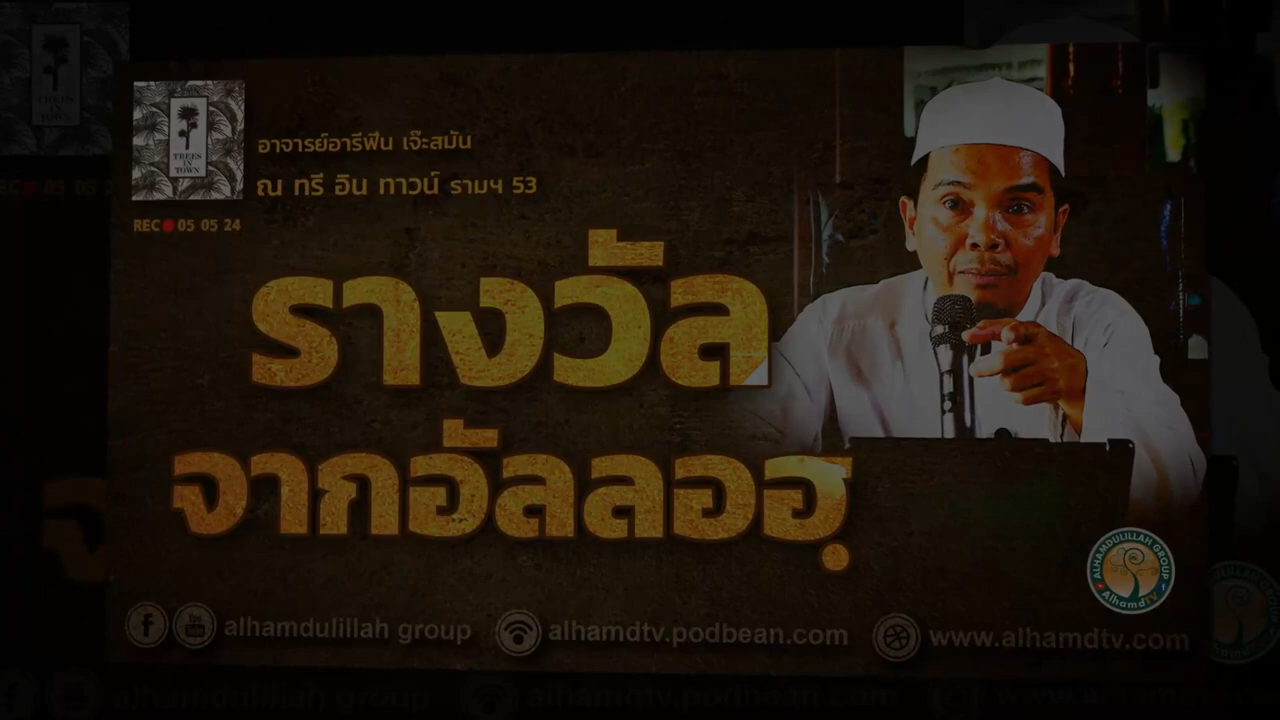 TREES
IN
TOWN
อาจารย์อารีฟีน เจ๊ะสมัน
ณ ทรี อิน ทาวน์ รามฯ 53
REC 05 05 24
รางวัล
จากอัลลอฮฺ
ALHAMDULILLAH GROUP
AlhamdTV
alhamdulillah group
alhamdtv.podbean.com
www.alhamdtv.com